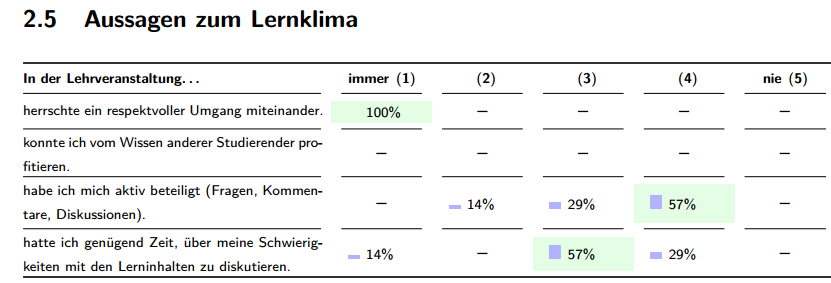 2.5 Aussagen zum Lernklima
In der Lehrveranstaltung... immer (1) (2) (3) (4) nie (5)
herrschte ein respektvoller Umgang miteinander. 100% — — — —
konnte ich vom Wissen anderer Studierender pro-
fitieren. — — — — —
habe ich mich aktiv beteiligt (Fragen, Kommen-
tare, Diskussionen). — 14% 29% 57% —
hatte ich genügend Zeit, über meine Schwierig-
keiten mit den Lerninhalten zu diskutieren. 14% — 57% 29% —